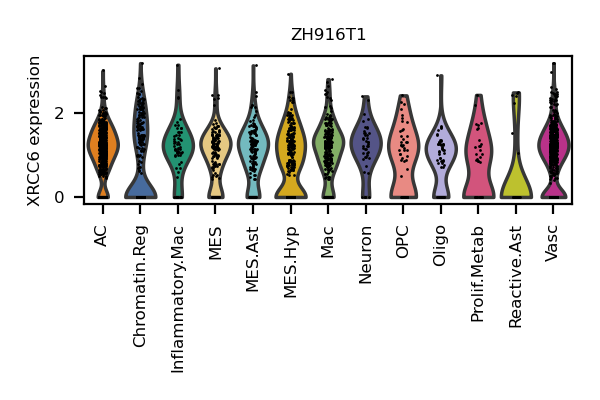 ZH916T1
XRCC6 expression
2
0
AC
Chromatin.Reg
Inflammatory.Mac
MES
MES.Ast
MES.Hyp
Mac
Neuron
OPC
Oligo
Prolif.Metab
Reactive.Ast
Vasc